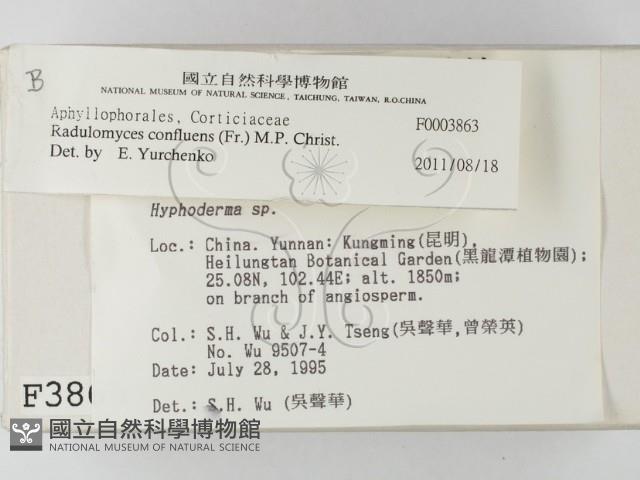 B
國立自然科學博物館
NATIONAL MUSEUM OF NATURAL SCIENCE, TAICHUNG, TAIWAN, R.O.CHINA
Aphyllophorales, Corticiaceae
F0003863
Radulomyces confluens (Fr.) M.P. Christ.
Det. by E. Yurchenko
2011/08/18
Hyphoderma sp.
Loc.: China. Yunnan: Kungming(昆明),
Heilungtan Botanical Garden(黑龍潭植物園);
25.08N, 102.44E; alt. 1850m;
on branch of angiosperm.
Col.: S.H. Wu & J.Y. Tseng(吳聲華,曾榮英)
No. Wu 9507-4
Date: July 28, 1995
Det.: S.H. Wu (吳聲華)
國立自然科學博物館
NATIONAL MUSEUM OF NATURAL SCIENCE